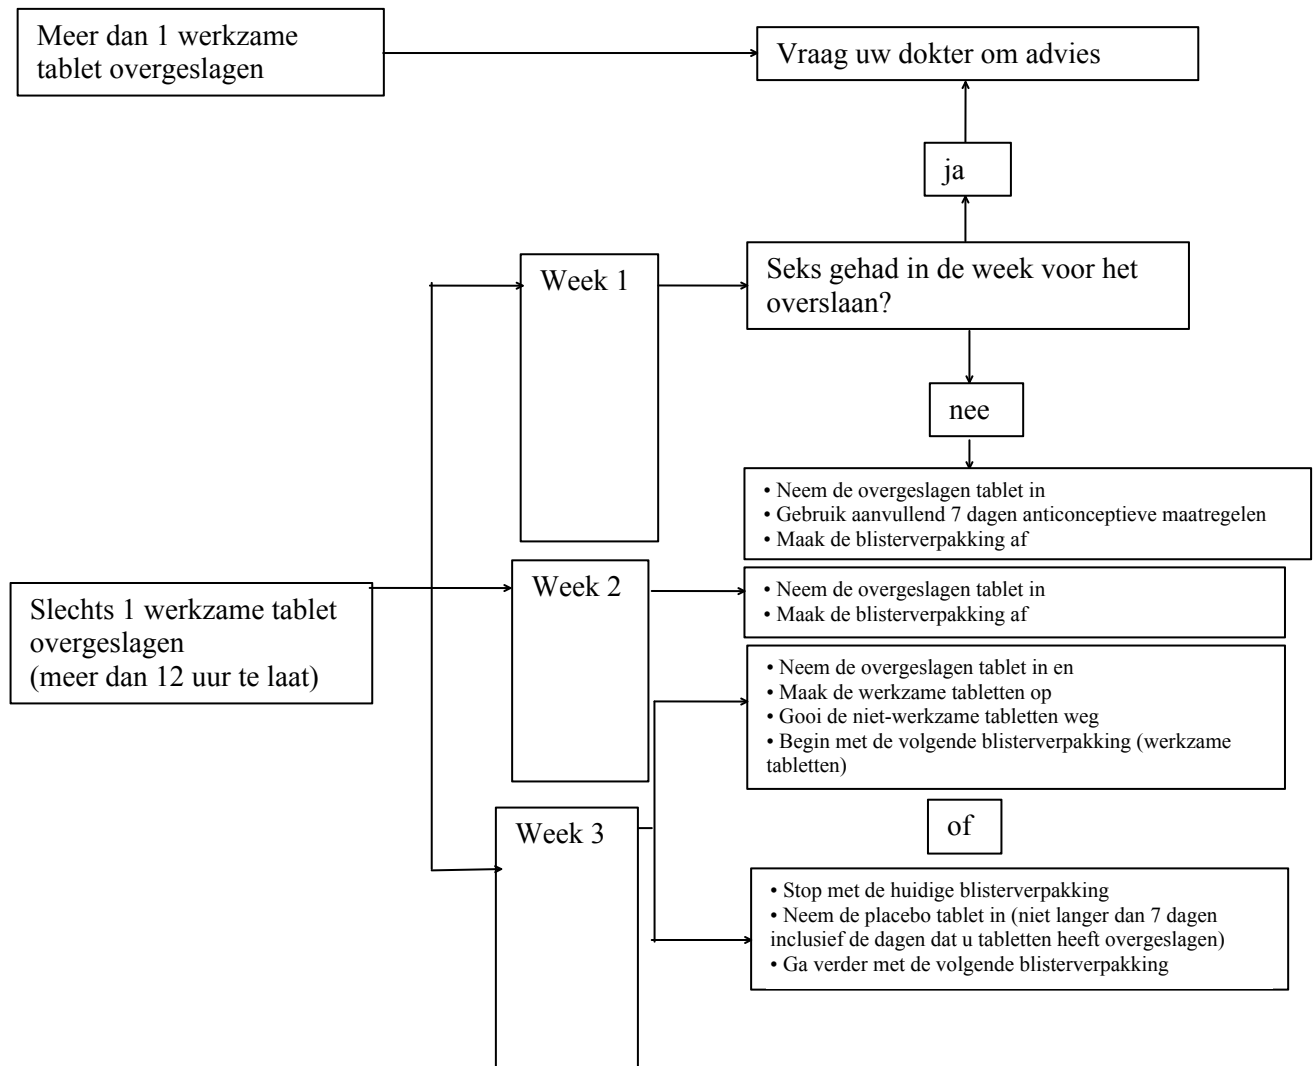 Meer dan 1 werkzame
tablet overgeslagen
Vraag uw dokter om advies
ja
Week 1
Seks gehad in de week voor het
overslaan?
nee
• Neem de overgeslagen tablet in
• Gebruik aanvullend 7 dagen anticonceptieve maatregelen
• Maak de blisterverpakking af
Slechts 1 werkzame tablet
overgeslagen
(meer dan 12 uur te laat)
Week 2
• Neem de overgeslagen tablet in
• Maak de blisterverpakking af
• Neem de overgeslagen tablet in en
• Maak de werkzame tabletten op
• Gooi de niet-werkzame tabletten weg
• Begin met de volgende blisterverpakking (werkzame
tabletten)
of
Week 3
• Stop met de huidige blisterverpakking
• Neem de placebo tablet in (niet langer dan 7 dagen
inclusief de dagen dat u tabletten heeft overgeslagen)
• Ga verder met de volgende blisterverpakking